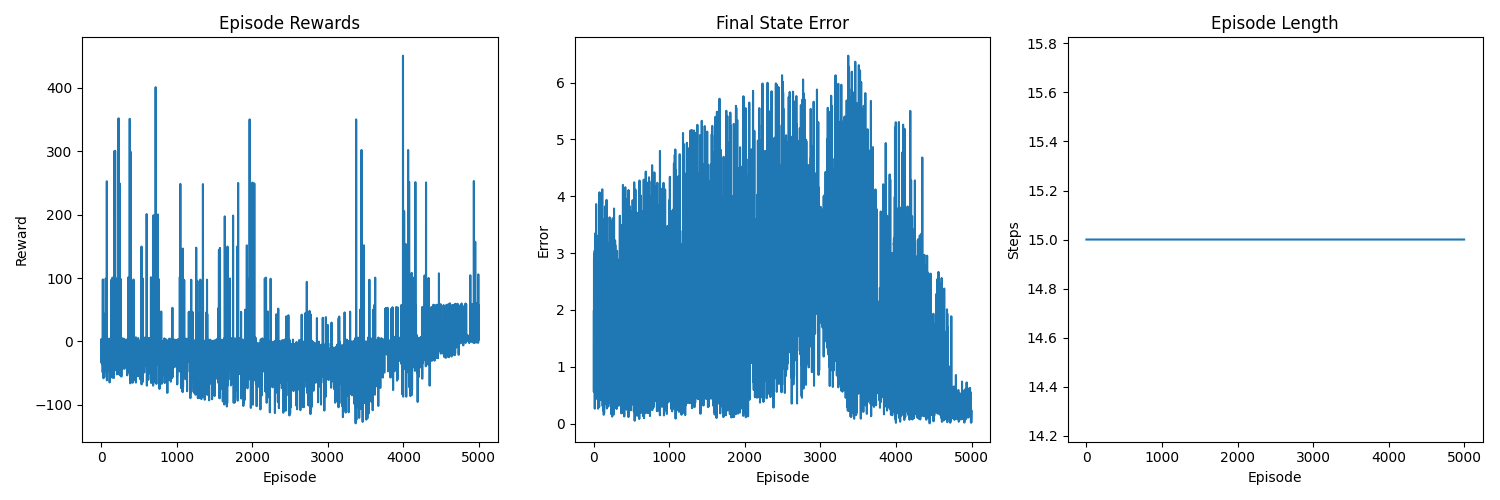 Episode Rewards
Reward
400
300
200
100
0
−100
0 1000 2000 3000 4000 5000
Episode
Final State Error
Error
6
5
4
3
2
1
0
0 1000 2000 3000 4000 5000
Episode
Episode Length
Steps
15.8
15.6
15.4
15.2
15.0
14.8
14.6
14.4
14.2
0 1000 2000 3000 4000 5000
Episode